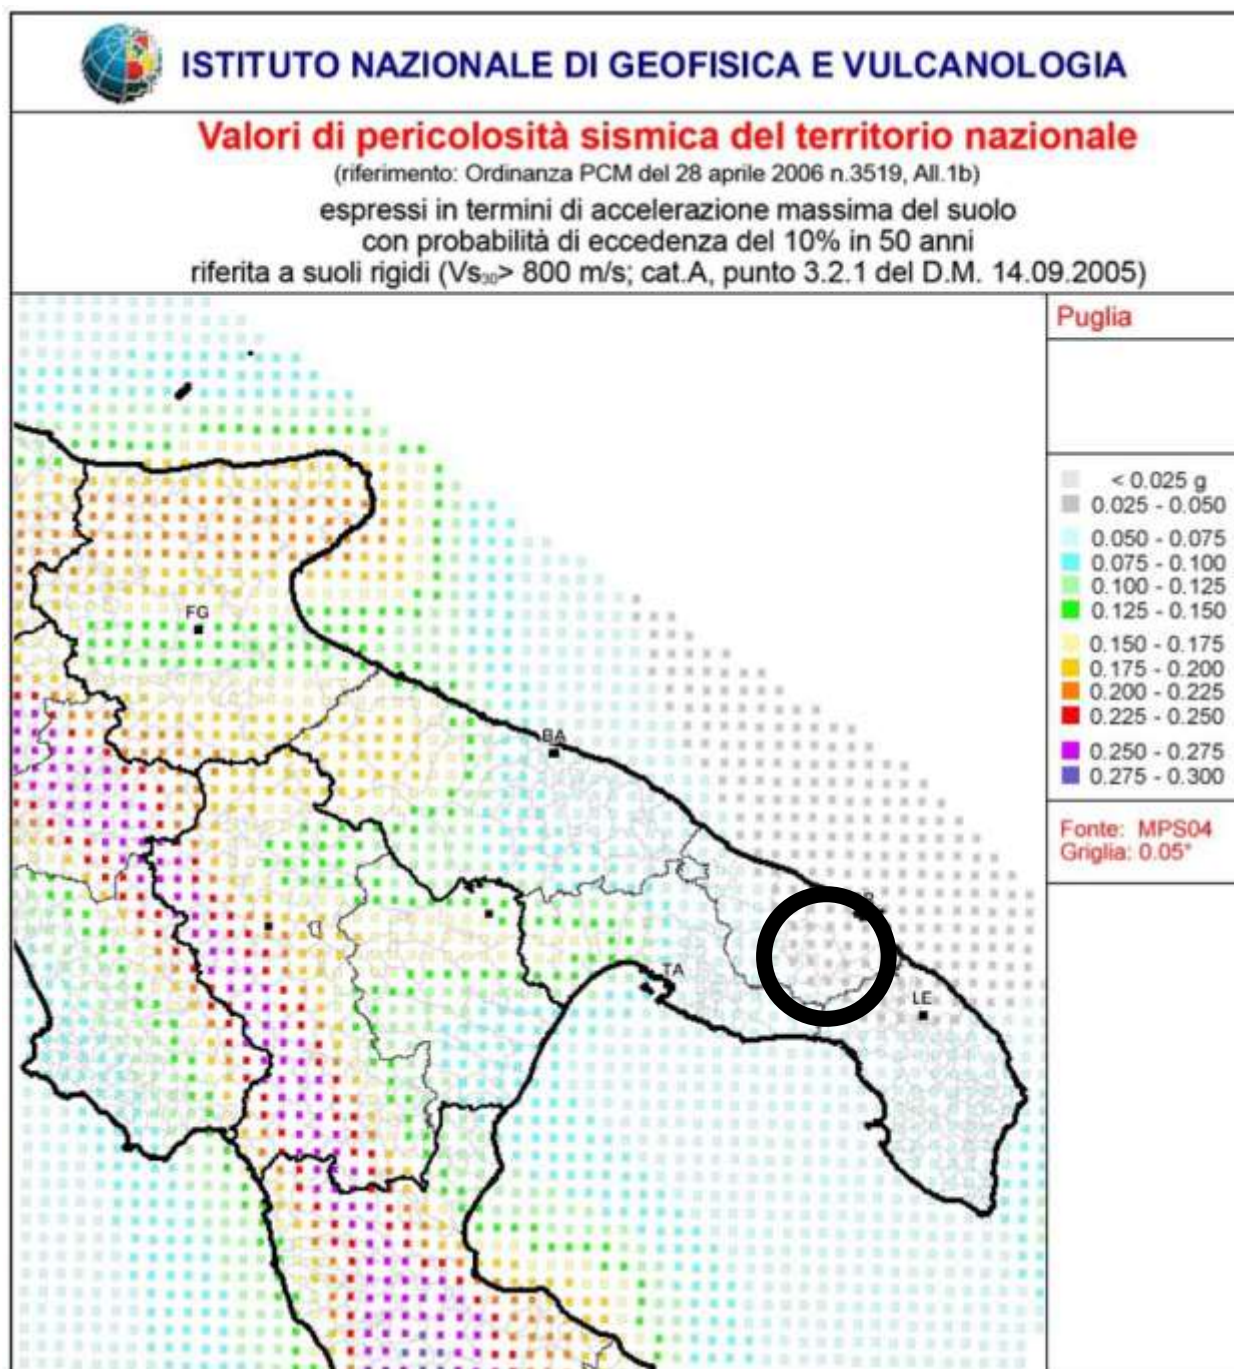 ISTITUTO NAZIONALE DI GEOFISICA E VULCANOLOGIA
Valori di pericolosità sismica del territorio nazionale
(riferimento: Ordinanza PCM del 28 aprile 2006 n.3519, All.1b)
espressi in termini di accelerazione massima del suolo
con probabilità di eccedenza del 10% in 50 anni
riferita a suoli rigidi (Vs₃₀> 800 m/s; cat.A, punto 3.2.1 del D.M. 14.09.2005)
Puglia
< 0.025 g
0.025 - 0.050
0.050 - 0.075
0.075 - 0.100
0.100 - 0.125
0.125 - 0.150
0.150 - 0.175
0.175 - 0.200
0.200 - 0.225
0.225 - 0.250
0.250 - 0.275
0.275 - 0.300
Fonte: MPS04
Griglia: 0.05°
FG
BA
TA
LE